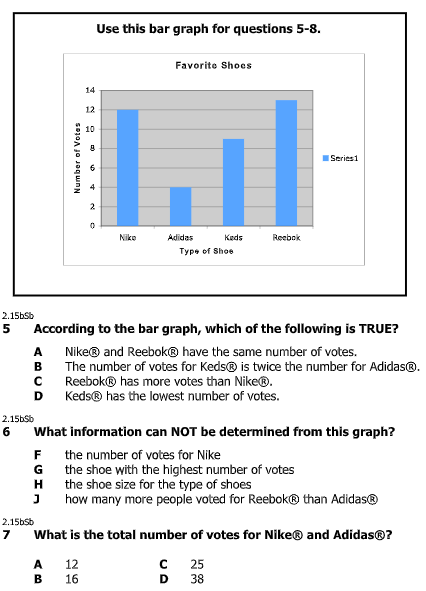 Use this bar graph for questions 5-8.
Favorite Shoes
Number of Votes
14
12
10
8
6
4
2
0
Nike Adidas Keds Reebok
Type of Shoe
Series1
2.15bSb
5 According to the bar graph, which of the following is TRUE?
A Nike® and Reebok® have the same number of votes.
B The number of votes for Keds® is twice the number for Adidas®.
C Reebok® has more votes than Nike®.
D Keds® has the lowest number of votes.
2.15bSb
6 What information can NOT be determined from this graph?
F the number of votes for Nike
G the shoe with the highest number of votes
H the shoe size for the type of shoes
J how many more people voted for Reebok® than Adidas®
2.15bSb
7 What is the total number of votes for Nike® and Adidas®?
A 12 C 25
B 16 D 38